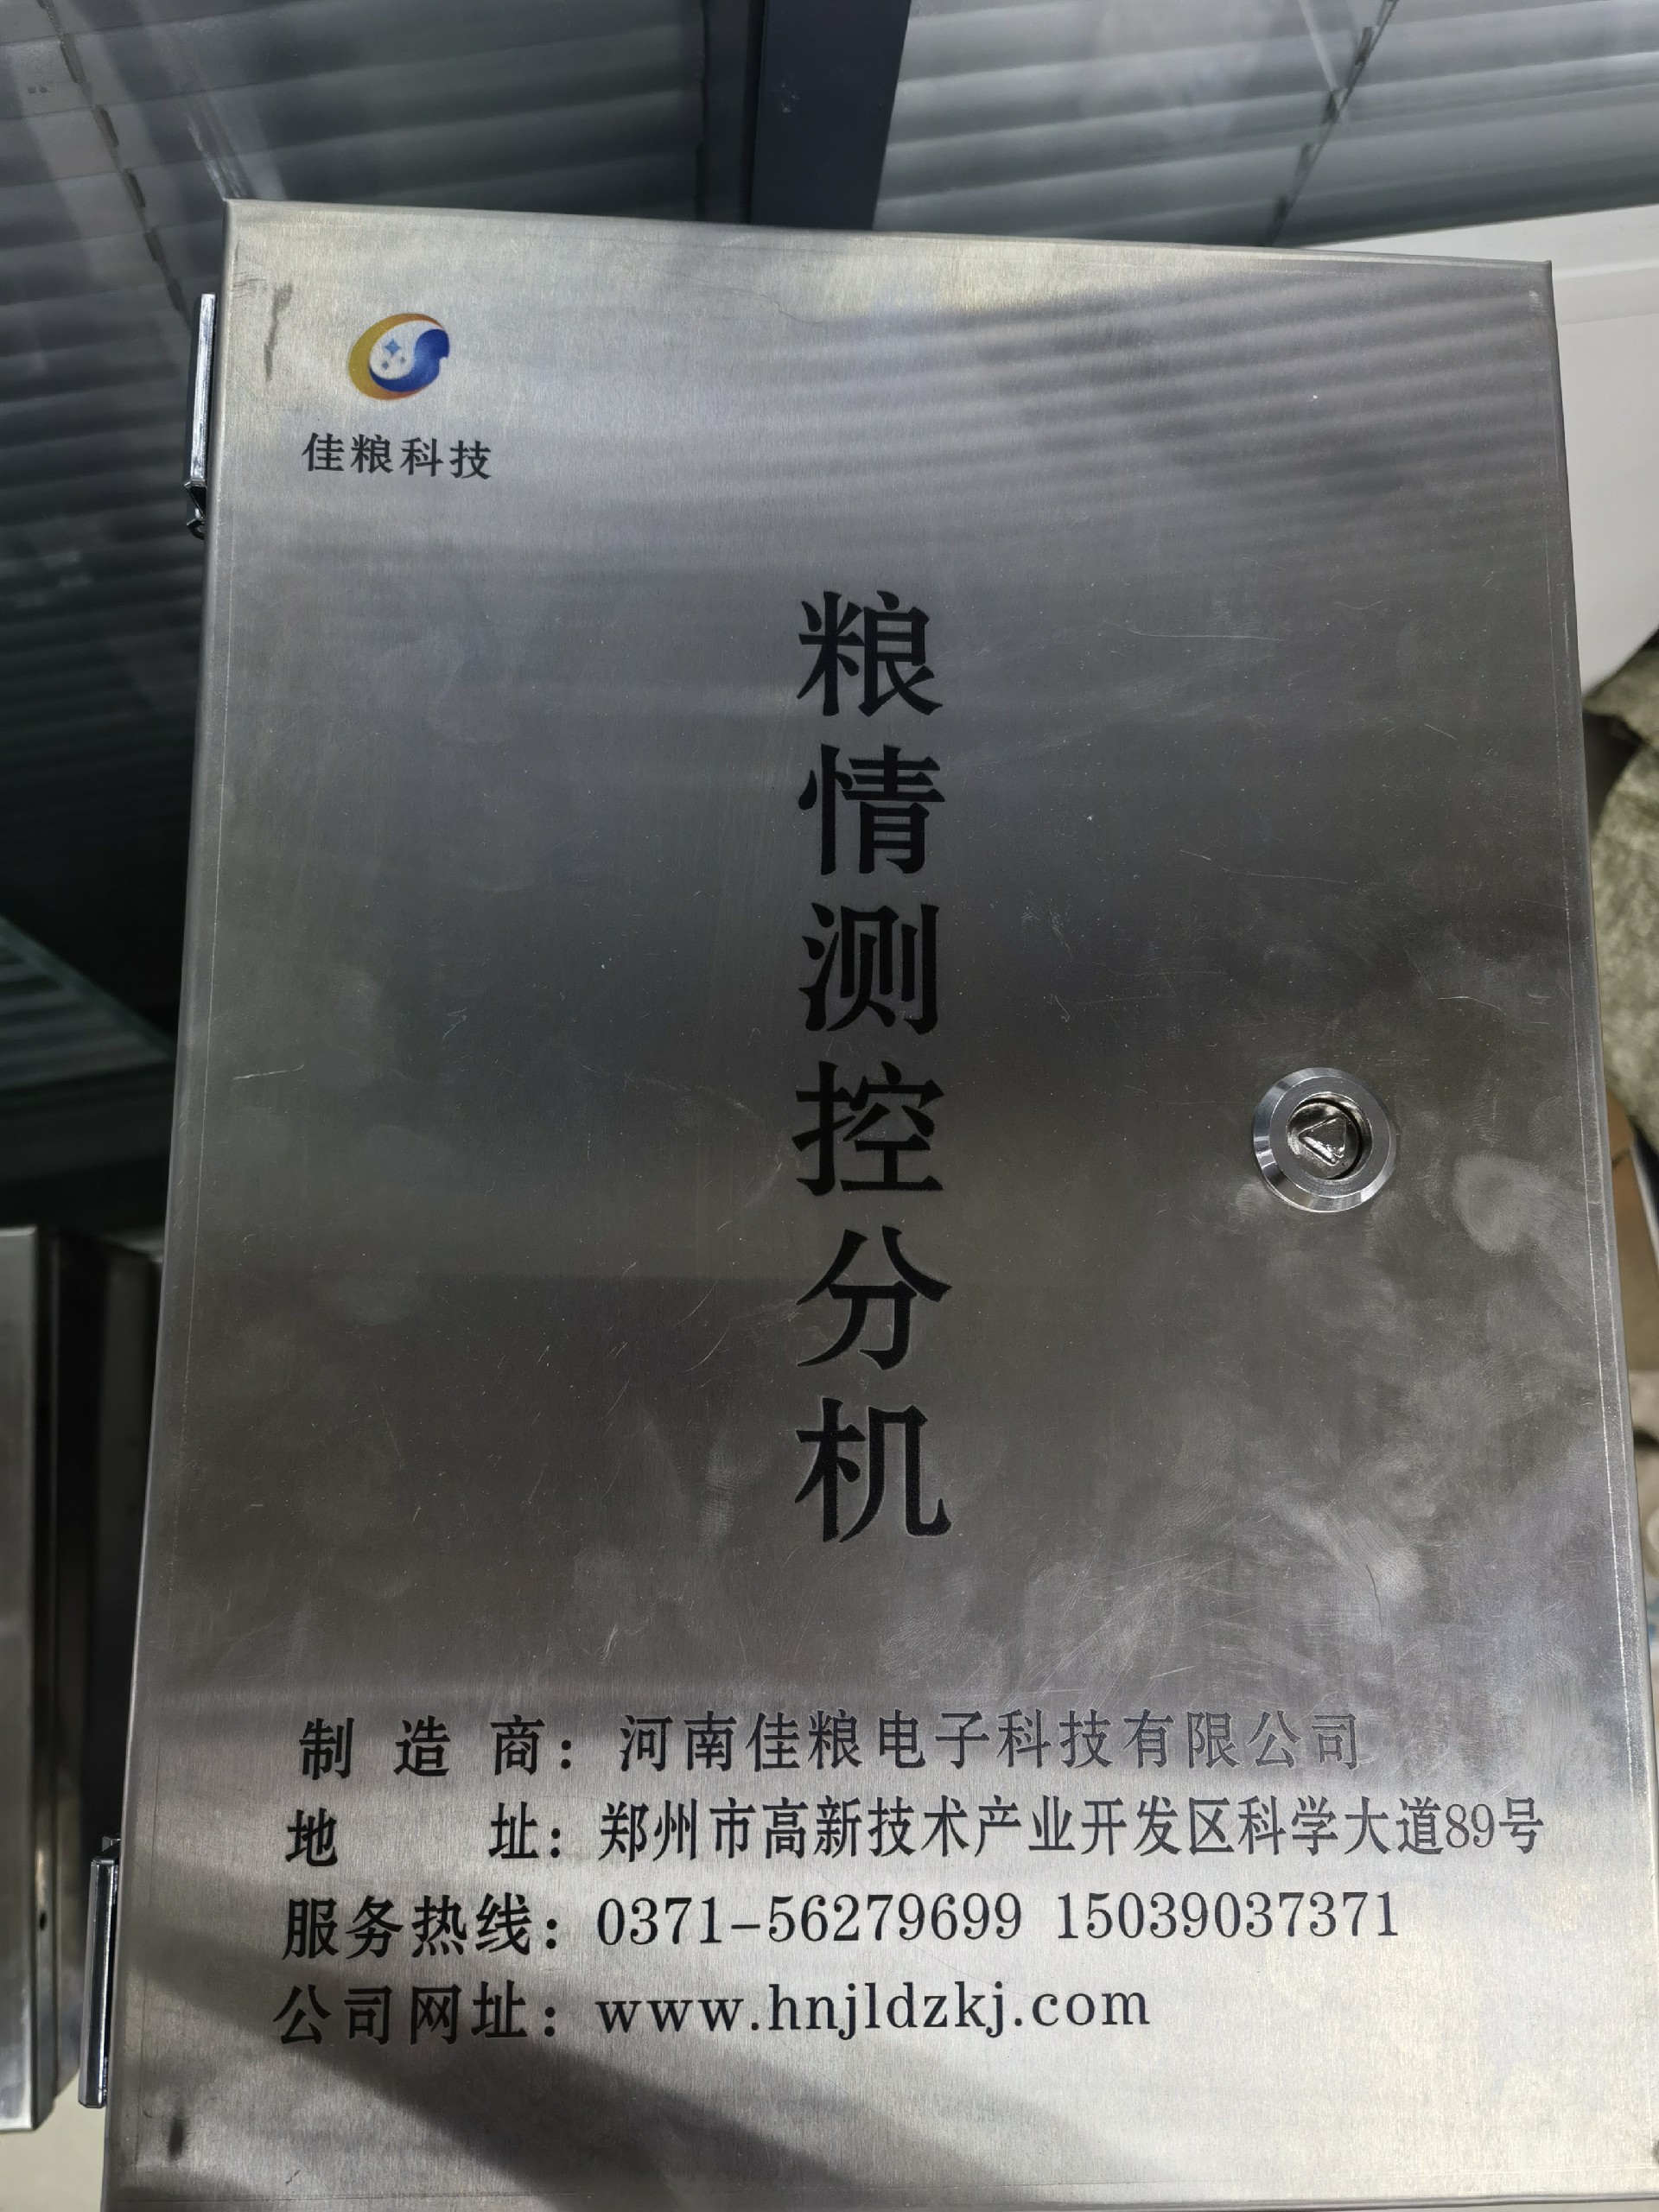 佳粮科技
粮情测控分机
制造商：河南佳粮电子科技有限公司
地址：郑州市高新技术产业开发区科学大道89号
服务热线：0371-56279699 15039037371
公司网址：www.hnjldzkj.com